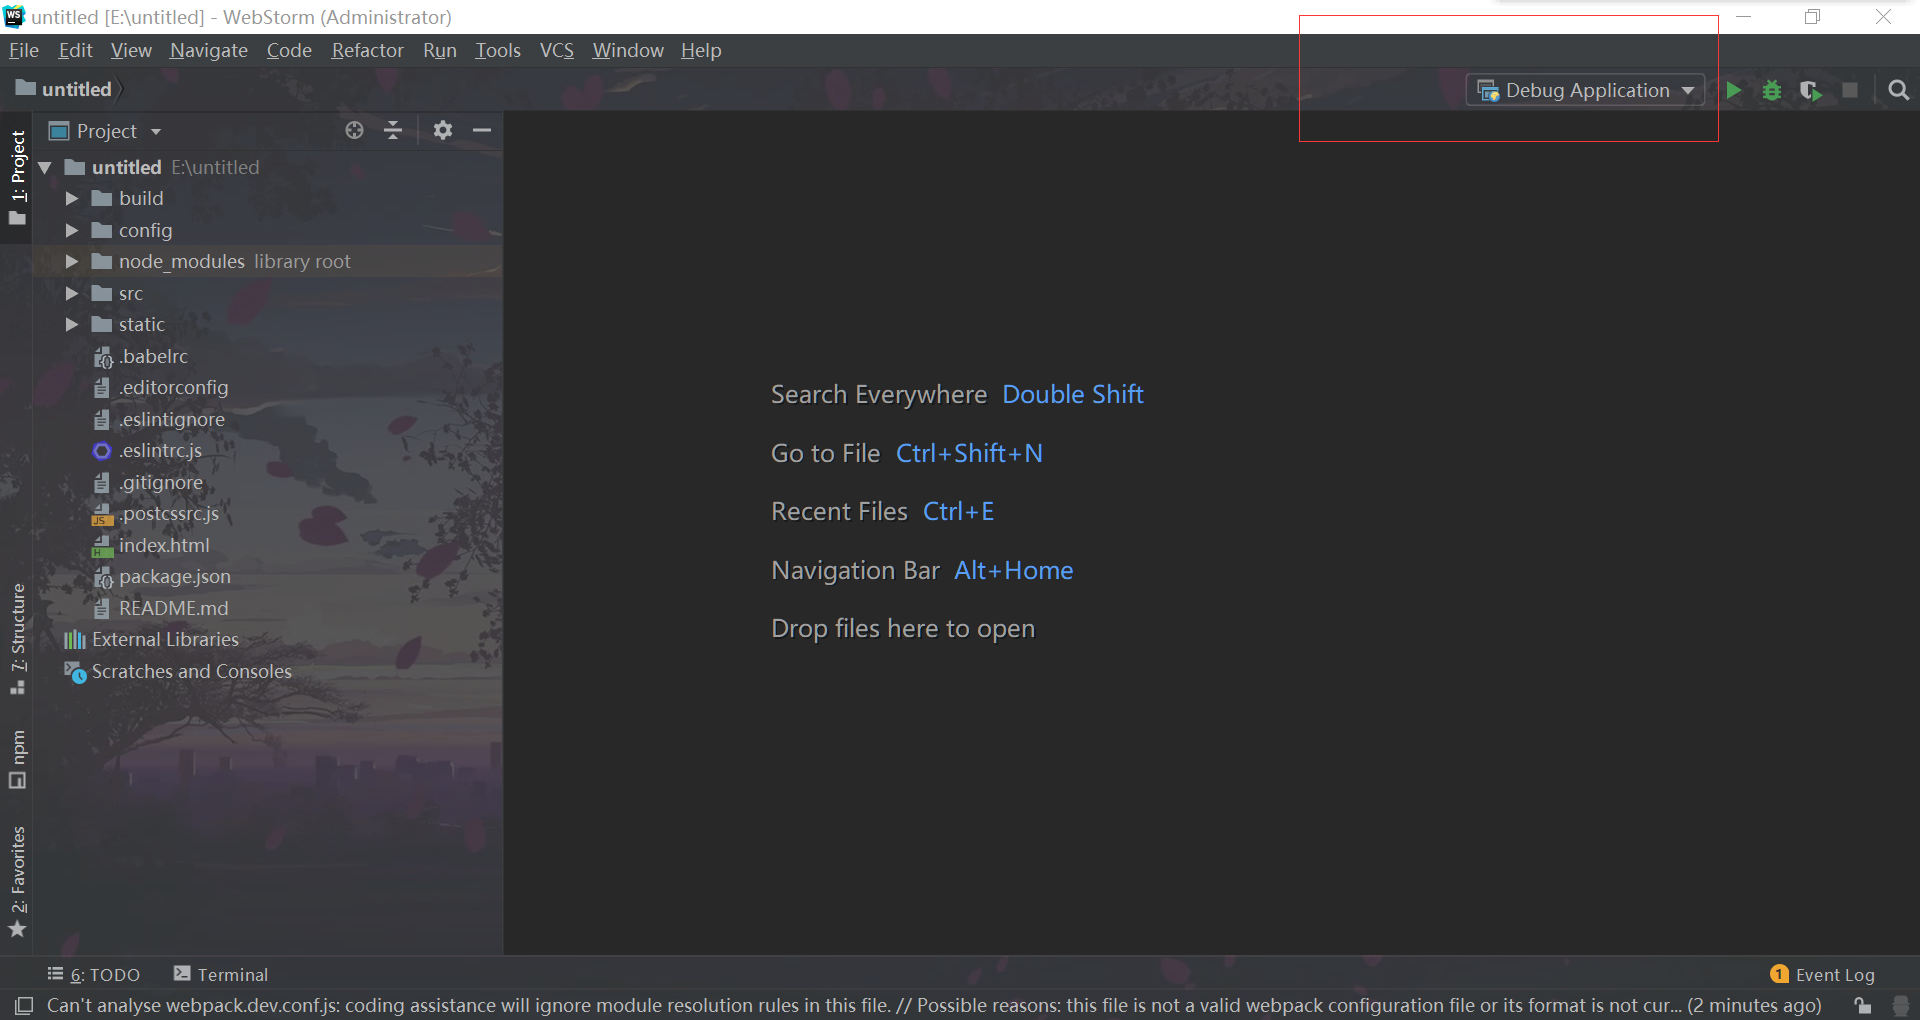 untitled [E:\untitled] - WebStorm (Administrator)
File Edit View Navigate Code Refactor Run Tools VCS Window Help
untitled
Debug Application
1: Project
Project
untitled E:\untitled
build
config
node_modules library root
src
static
.babelrc
.editorconfig
.eslintignore
.eslintrc.js
.gitignore
.postcssrc.js
index.html
package.json
README.md
External Libraries
Scratches and Consoles
Search Everywhere Double Shift
Go to File Ctrl+Shift+N
Recent Files Ctrl+E
Navigation Bar Alt+Home
Drop files here to open
7: Structure
npm
2: Favorites
6: TODO
Terminal
1 Event Log
Can't analyse webpack.dev.conf.js: coding assistance will ignore module resolution rules in this file. // Possible reasons: this file is not a valid webpack configuration file or its format is not cur... (2 minutes ago)